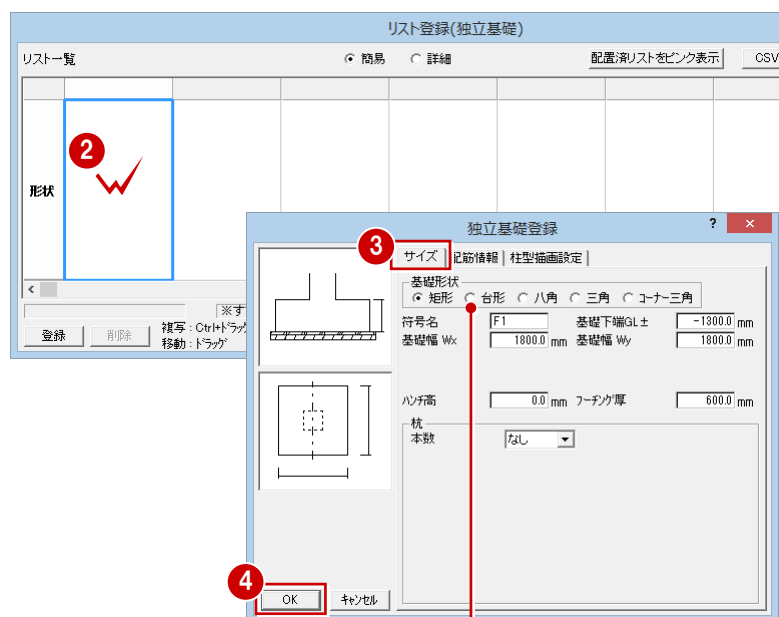 リスト登録(独立基礎)
リスト一覧 簡易 詳細 配置済リストをピンク表示 CSV
2
形状
独立基礎登録 ? ×
3
サイズ 配筋情報 柱型描画設定
基礎形状
矩形 台形 八角 三角 コーナー三角
符号名 F1 基礎下端GL± -1300.0 mm
基礎幅 Wx 1800.0 mm 基礎幅 Wy 1800.0 mm
ハンチ高 0.0 mm フーチング厚 600.0 mm
杭
本数 なし
<
※す
登録 削除 複写:Ctrl+ドラッグ
移動:ドラッグ
4
OK キャンセル